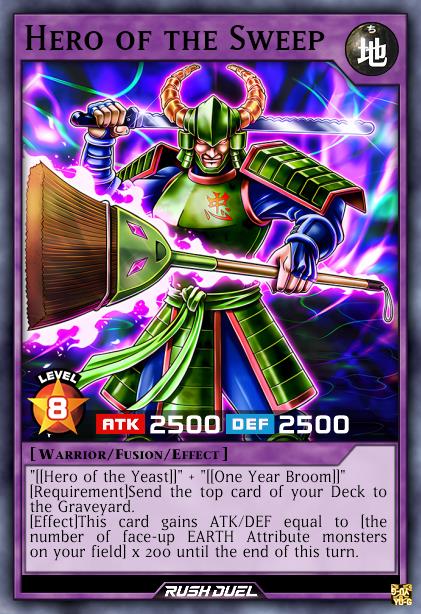 HERO OF THE SWEEP
ち
地
忠
LEVEL
8
ATK 2500 DEF 2500
[ WARRIOR/FUSION/EFFECT ]
"[[Hero of the Yeast]]" + "[[One Year Broom]]"
[Requirement]Send the top card of your Deck to
the Graveyard.
[Effect]This card gains ATK/DEF equal to [the
number of face-up EARTH Attribute monsters
on your field] x 200 until the end of this turn.
RUSH DUEL